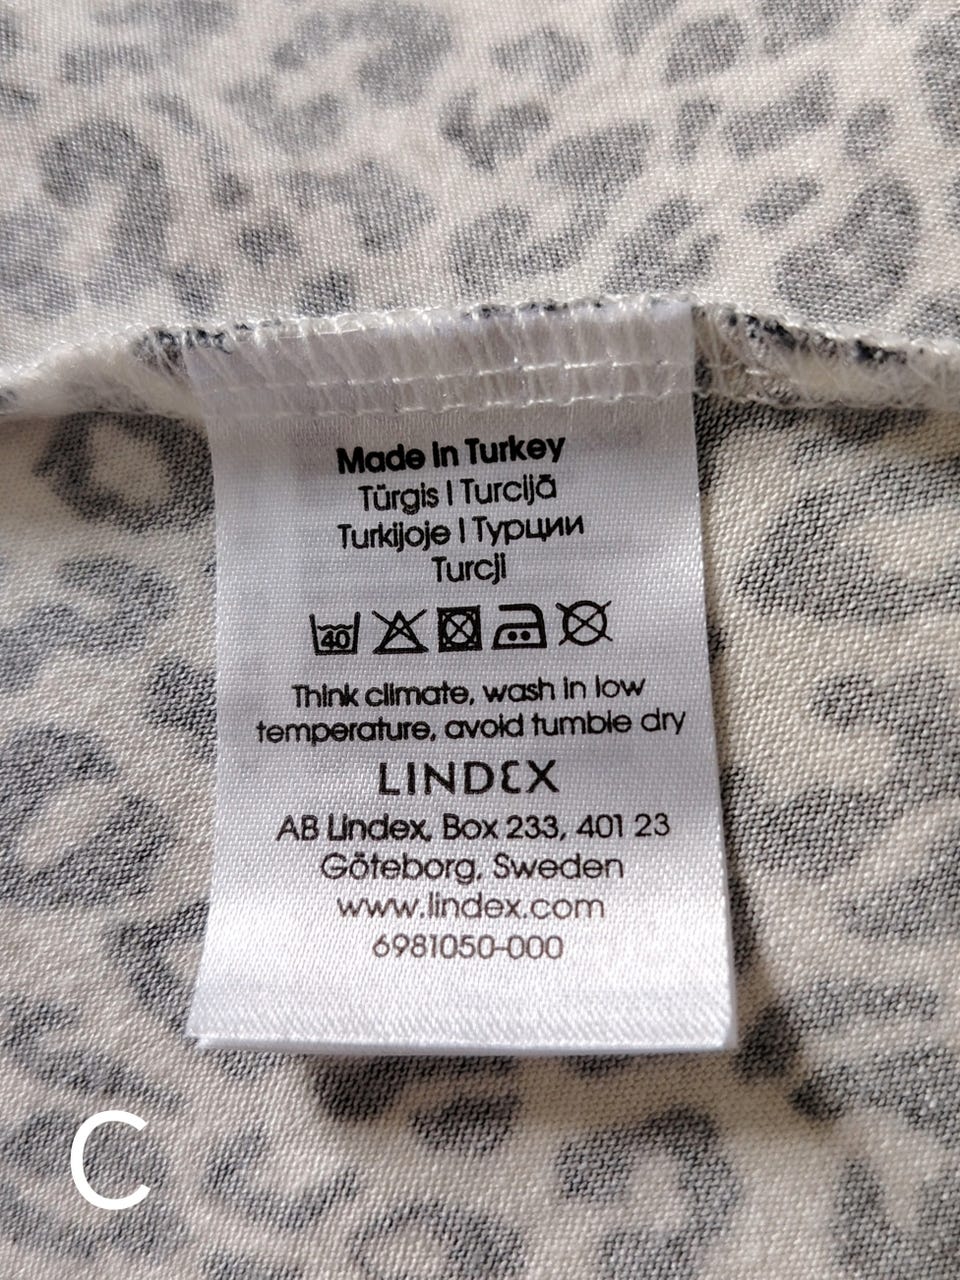 Made in Turkey
Türgis | Turcijā
Turkijoje | Турции
Turcji
40
Think climate, wash in low
temperature, avoid tumble dry
LINDEX
AB Lindex, Box 233, 401 23
Göteborg, Sweden
www.lindex.com
6981050-000
C